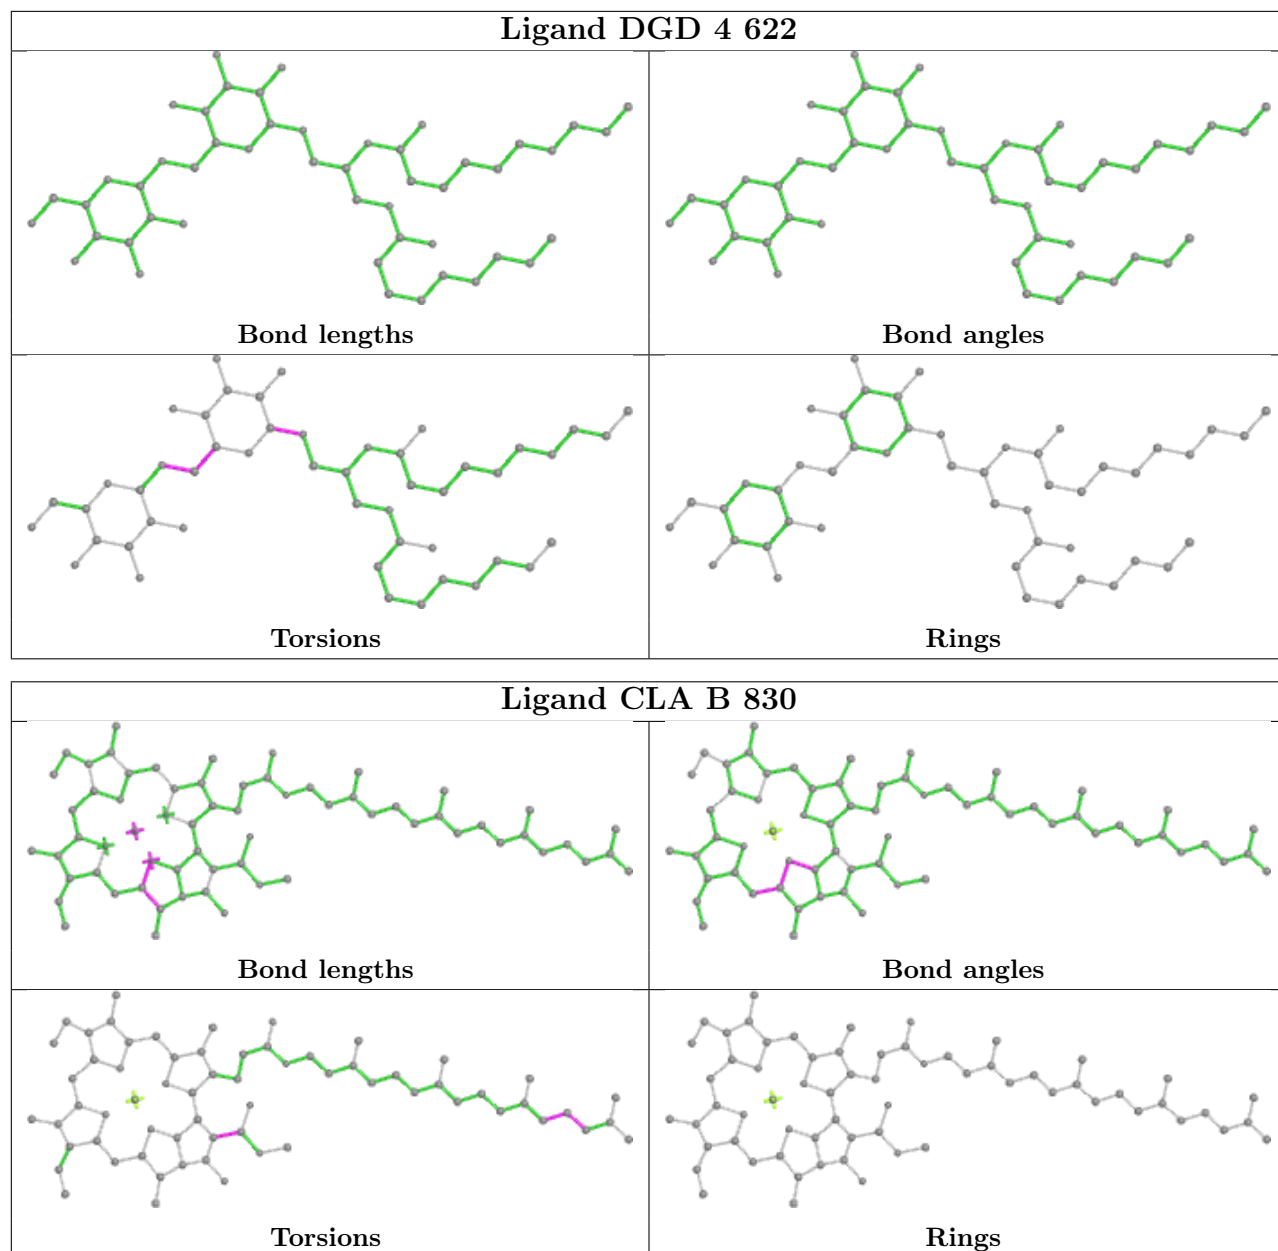 Ligand DGD 4 622
Bond lengths
Bond angles
Torsions
Rings
Ligand CLA B 830
Bond lengths
Bond angles
Torsions
Rings